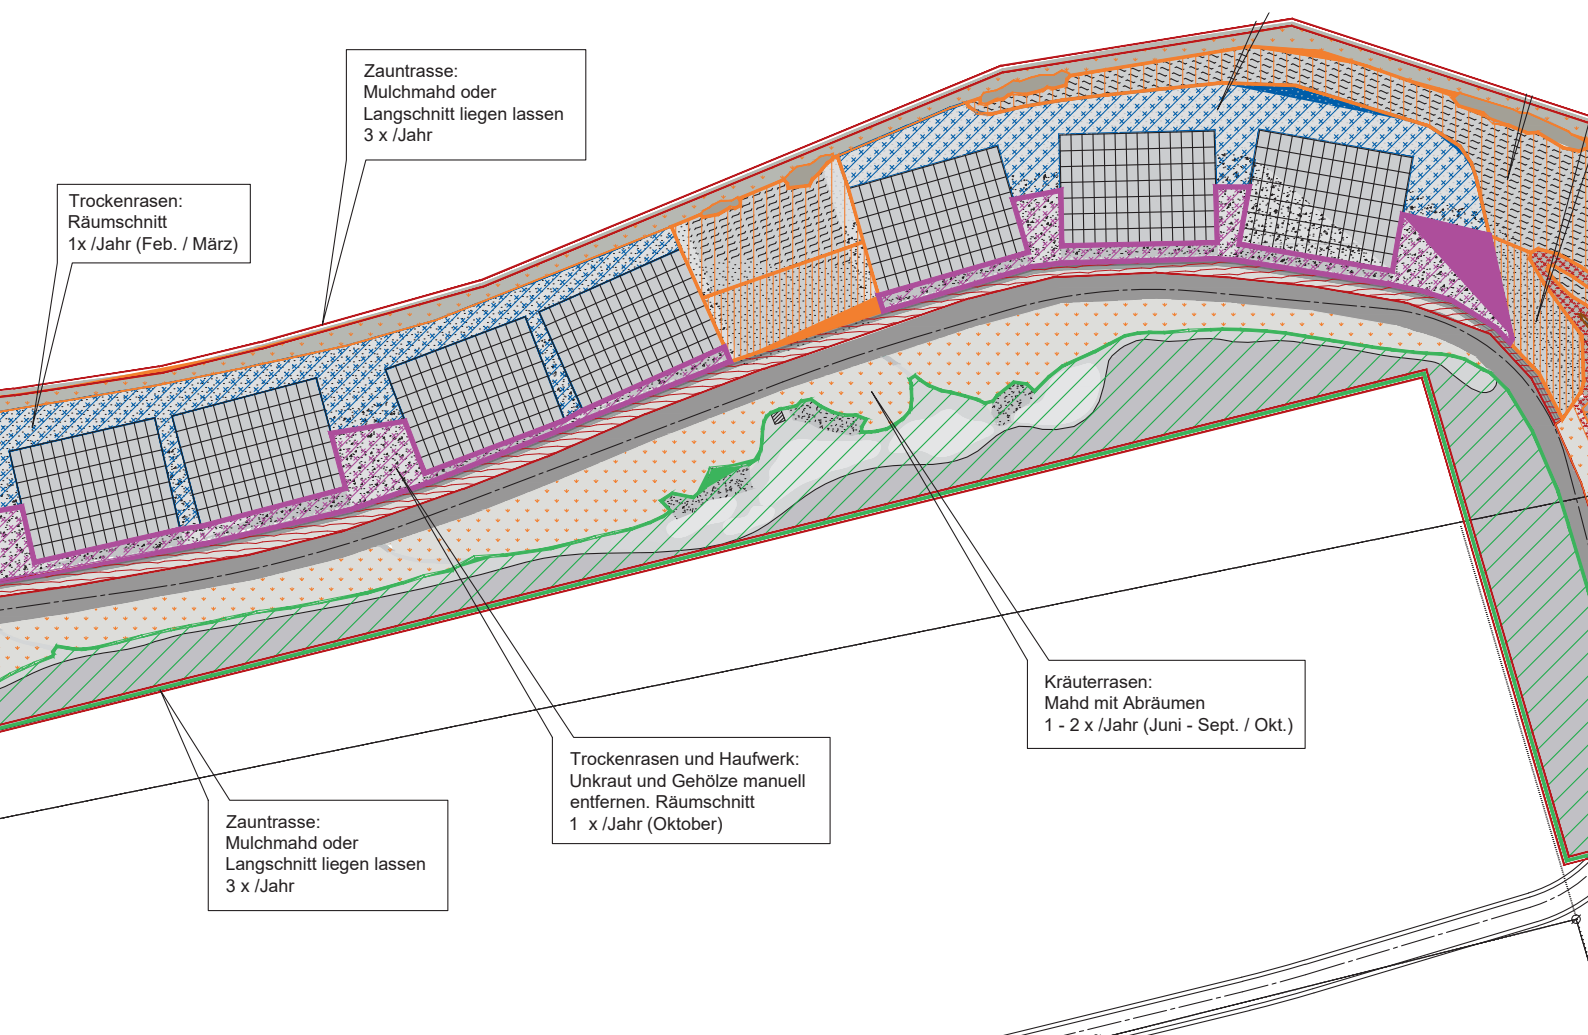 Zauntrasse:
Mulchmahd oder
Langschnitt liegen lassen
3 x /Jahr
Trockenrasen:
Räumschnitt
1x /Jahr (Feb. / März)
Kräuterrasen:
Mahd mit Abräumen
1 - 2 x /Jahr (Juni - Sept. / Okt.)
Trockenrasen und Haufwerk:
Unkraut und Gehölze manuell
entfernen. Räumschnitt
1 x /Jahr (Oktober)
Zauntrasse:
Mulchmahd oder
Langschnitt liegen lassen
3 x /Jahr